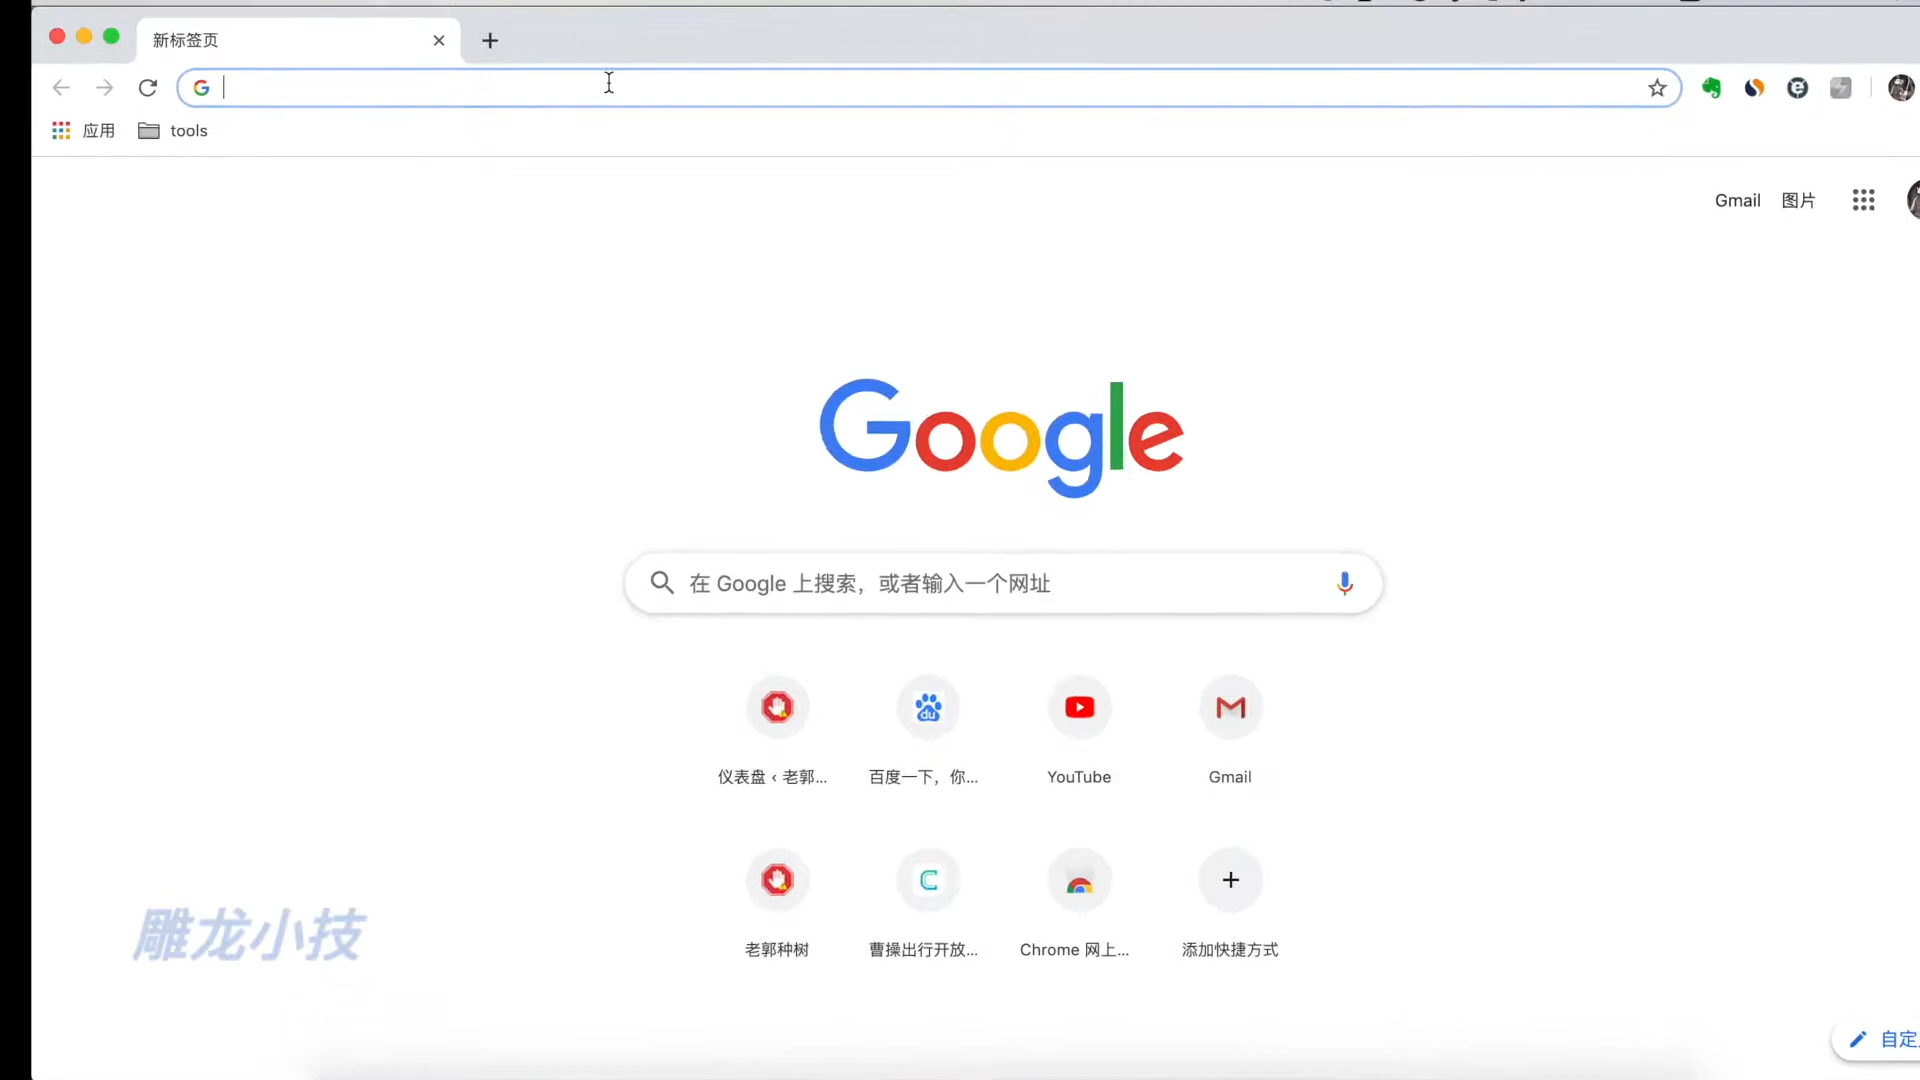 新标签页
应用 tools
Gmail 图片
Google
在 Google 上搜索，或者输入一个网址
仪表盘 ‹ 老郭... 百度一下，你... YouTube Gmail
老郭种树 曹操出行开放... Chrome 网上... 添加快捷方式
雕龙小技
自定